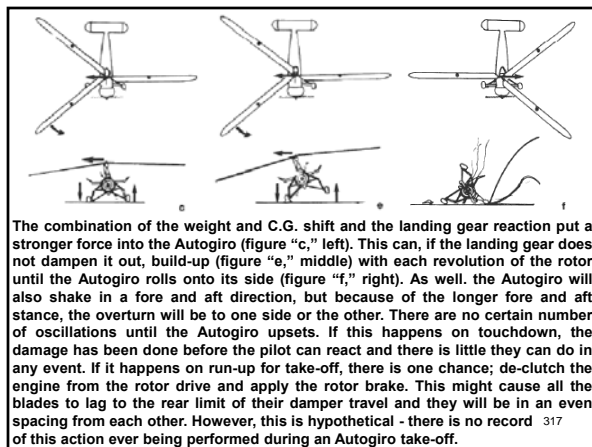 c e f
The combination of the weight and C.G. shift and the landing gear reaction put a
stronger force into the Autogiro (figure “c,” left). This can, if the landing gear does
not dampen it out, build-up (figure “e,” middle) with each revolution of the rotor
until the Autogiro rolls onto its side (figure “f,” right). As well. the Autogiro will
also shake in a fore and aft direction, but because of the longer fore and aft
stance, the overturn will be to one side or the other. There are no certain number
of oscillations until the Autogiro upsets. If this happens on touchdown, the
damage has been done before the pilot can react and there is little they can do in
any event. If it happens on run-up for take-off, there is one chance; de-clutch the
engine from the rotor drive and apply the rotor brake. This might cause all the
blades to lag to the rear limit of their damper travel and they will be in an even
spacing from each other. However, this is hypothetical - there is no record 317
of this action ever being performed during an Autogiro take-off.